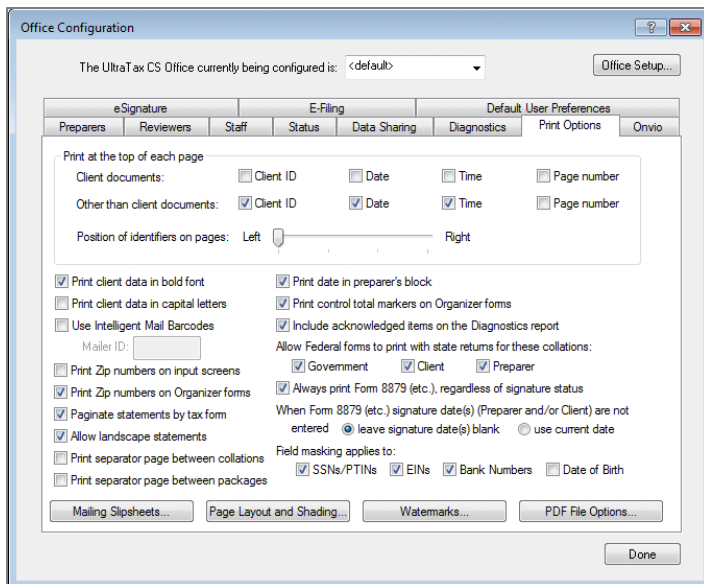 Office Configuration
The UltraTax CS Office currently being configured is: <default> Office Setup...
eSignature E-Filing Default User Preferences
Preparers Reviewers Staff Status Data Sharing Diagnostics Print Options Onvio
Print at the top of each page
Client documents: Client ID Date Time Page number
Other than client documents: Client ID Date Time Page number
Position of identifiers on pages: Left Right
Print client data in bold font
Print client data in capital letters
Use Intelligent Mail Barcodes
Mailer ID:
Print Zip numbers on input screens
Print Zip numbers on Organizer forms
Paginate statements by tax form
Allow landscape statements
Print separator page between collations
Print separator page between packages
Print date in preparer's block
Print control total markers on Organizer forms
Include acknowledged items on the Diagnostics report
Allow Federal forms to print with state returns for these collations:
Government Client Preparer
Always print Form 8879 (etc.), regardless of signature status
When Form 8879 (etc.) signature date(s) (Preparer and/or Client) are not
entered leave signature date(s) blank use current date
Field masking applies to:
SSNs/PTINs EINs Bank Numbers Date of Birth
Mailing Slipsheets... Page Layout and Shading... Watermarks... PDF File Options...
Done